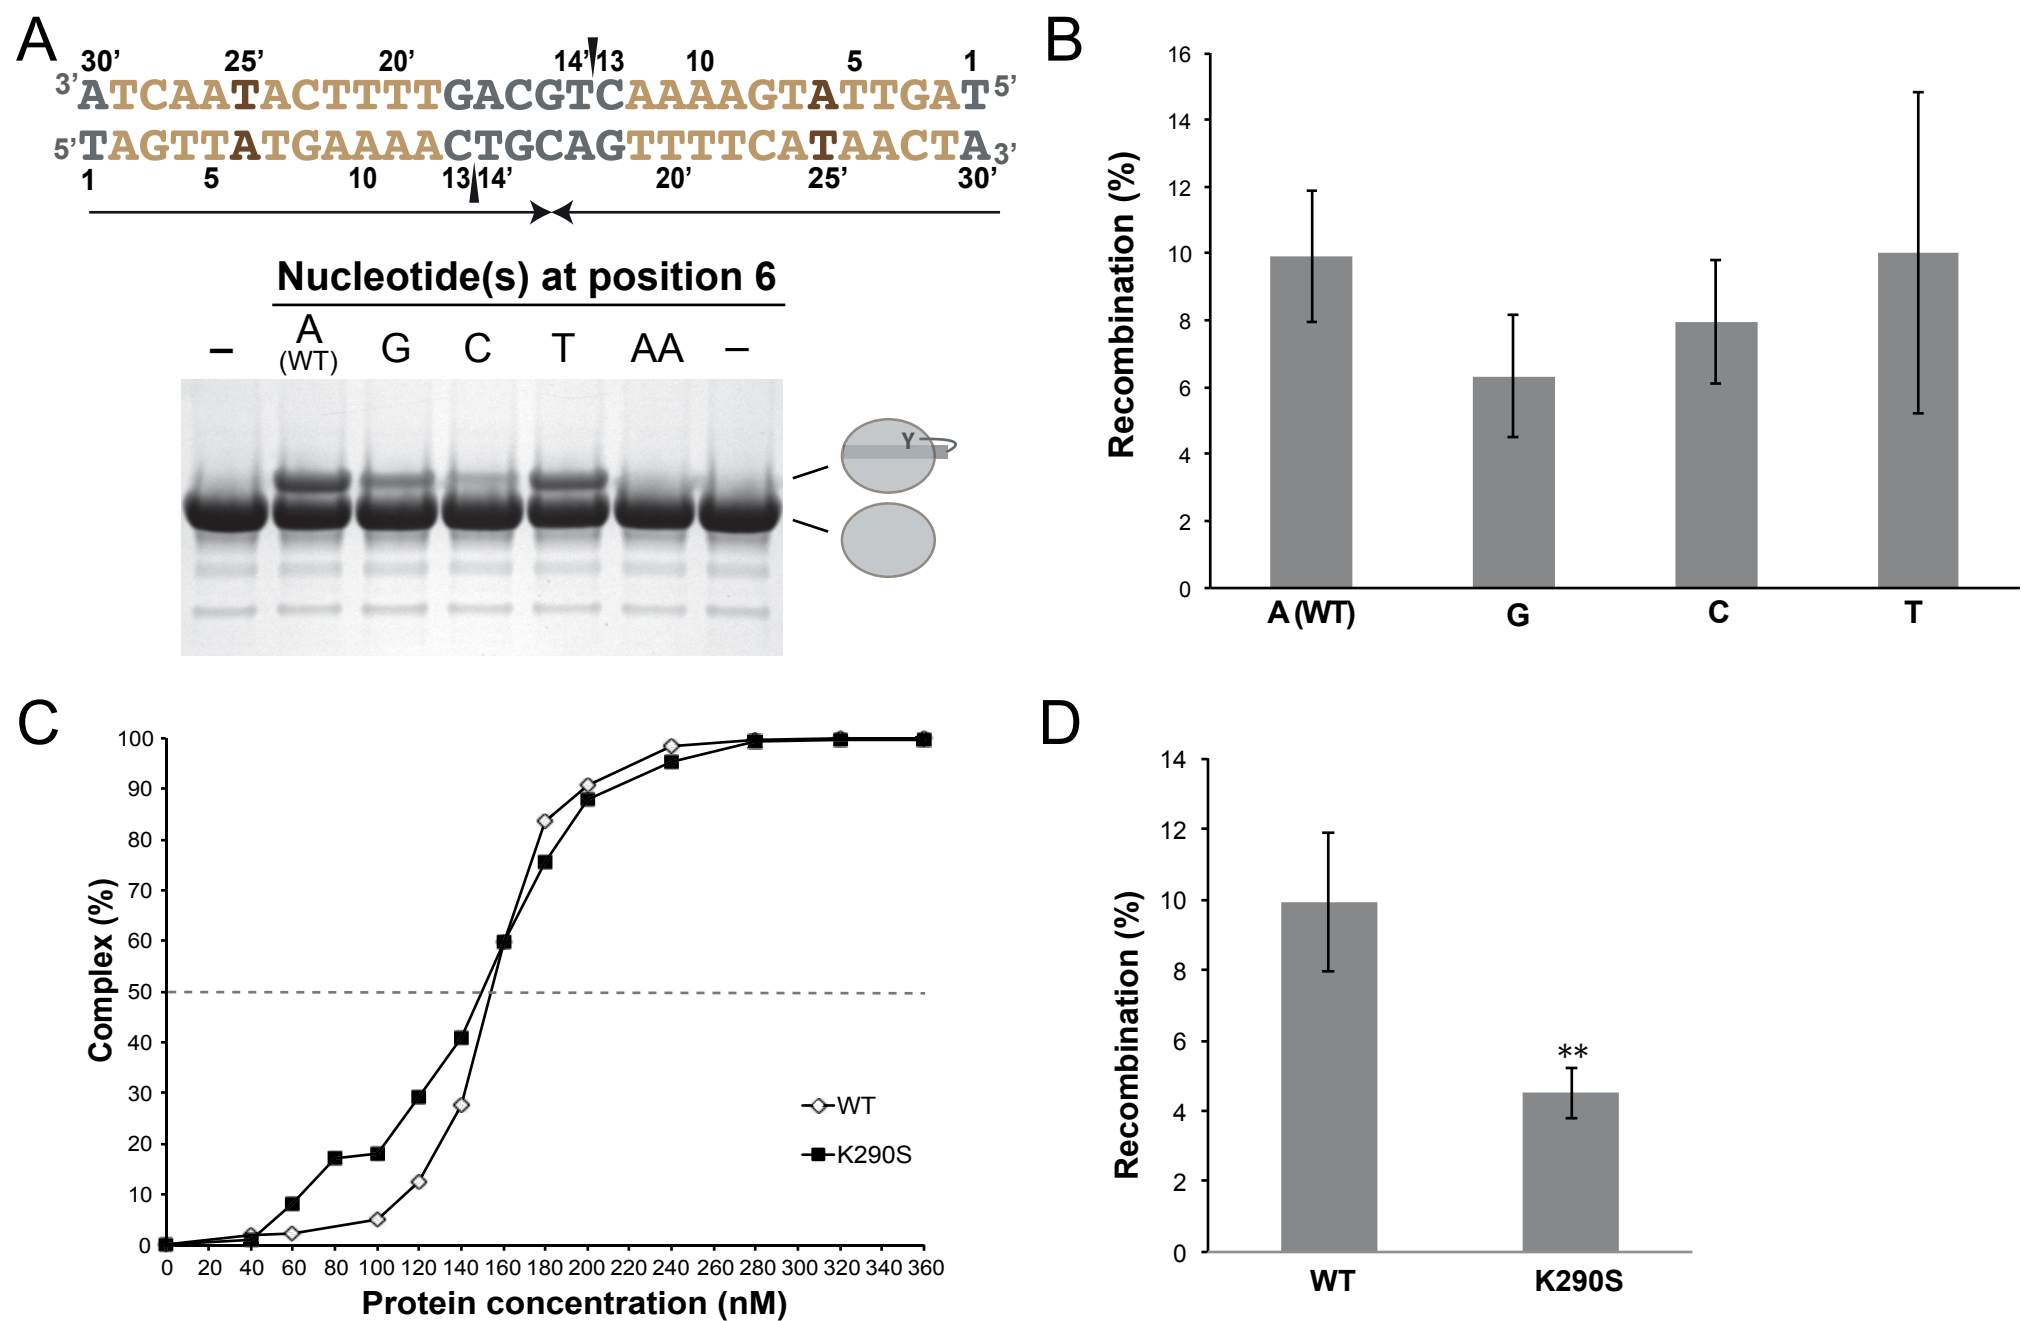 A
30’ 25’ 20’ 14’ 13 10 5 1
3’ATCAATACTTTTGACGTCAAAAGTATTGAT5’
5’TAGTTATGAAAACTGCAGTTTTCATAACTA3’
1 5 10 13 14’ 20’ 25’ 30’
Nucleotide(s) at position 6
– A (WT) G C T AA –
Y
B
Recombination (%)
16
14
12
10
8
6
4
2
0
A (WT) G C T
C
Complex (%)
100
90
80
70
60
50
40
30
20
10
0
WT
K290S
0 20 40 60 80 100 120 140 160 180 200 220 240 260 280 300 320 340 360
Protein concentration (nM)
D
Recombination (%)
14
12
10
8
6
4
2
0
**
WT K290S